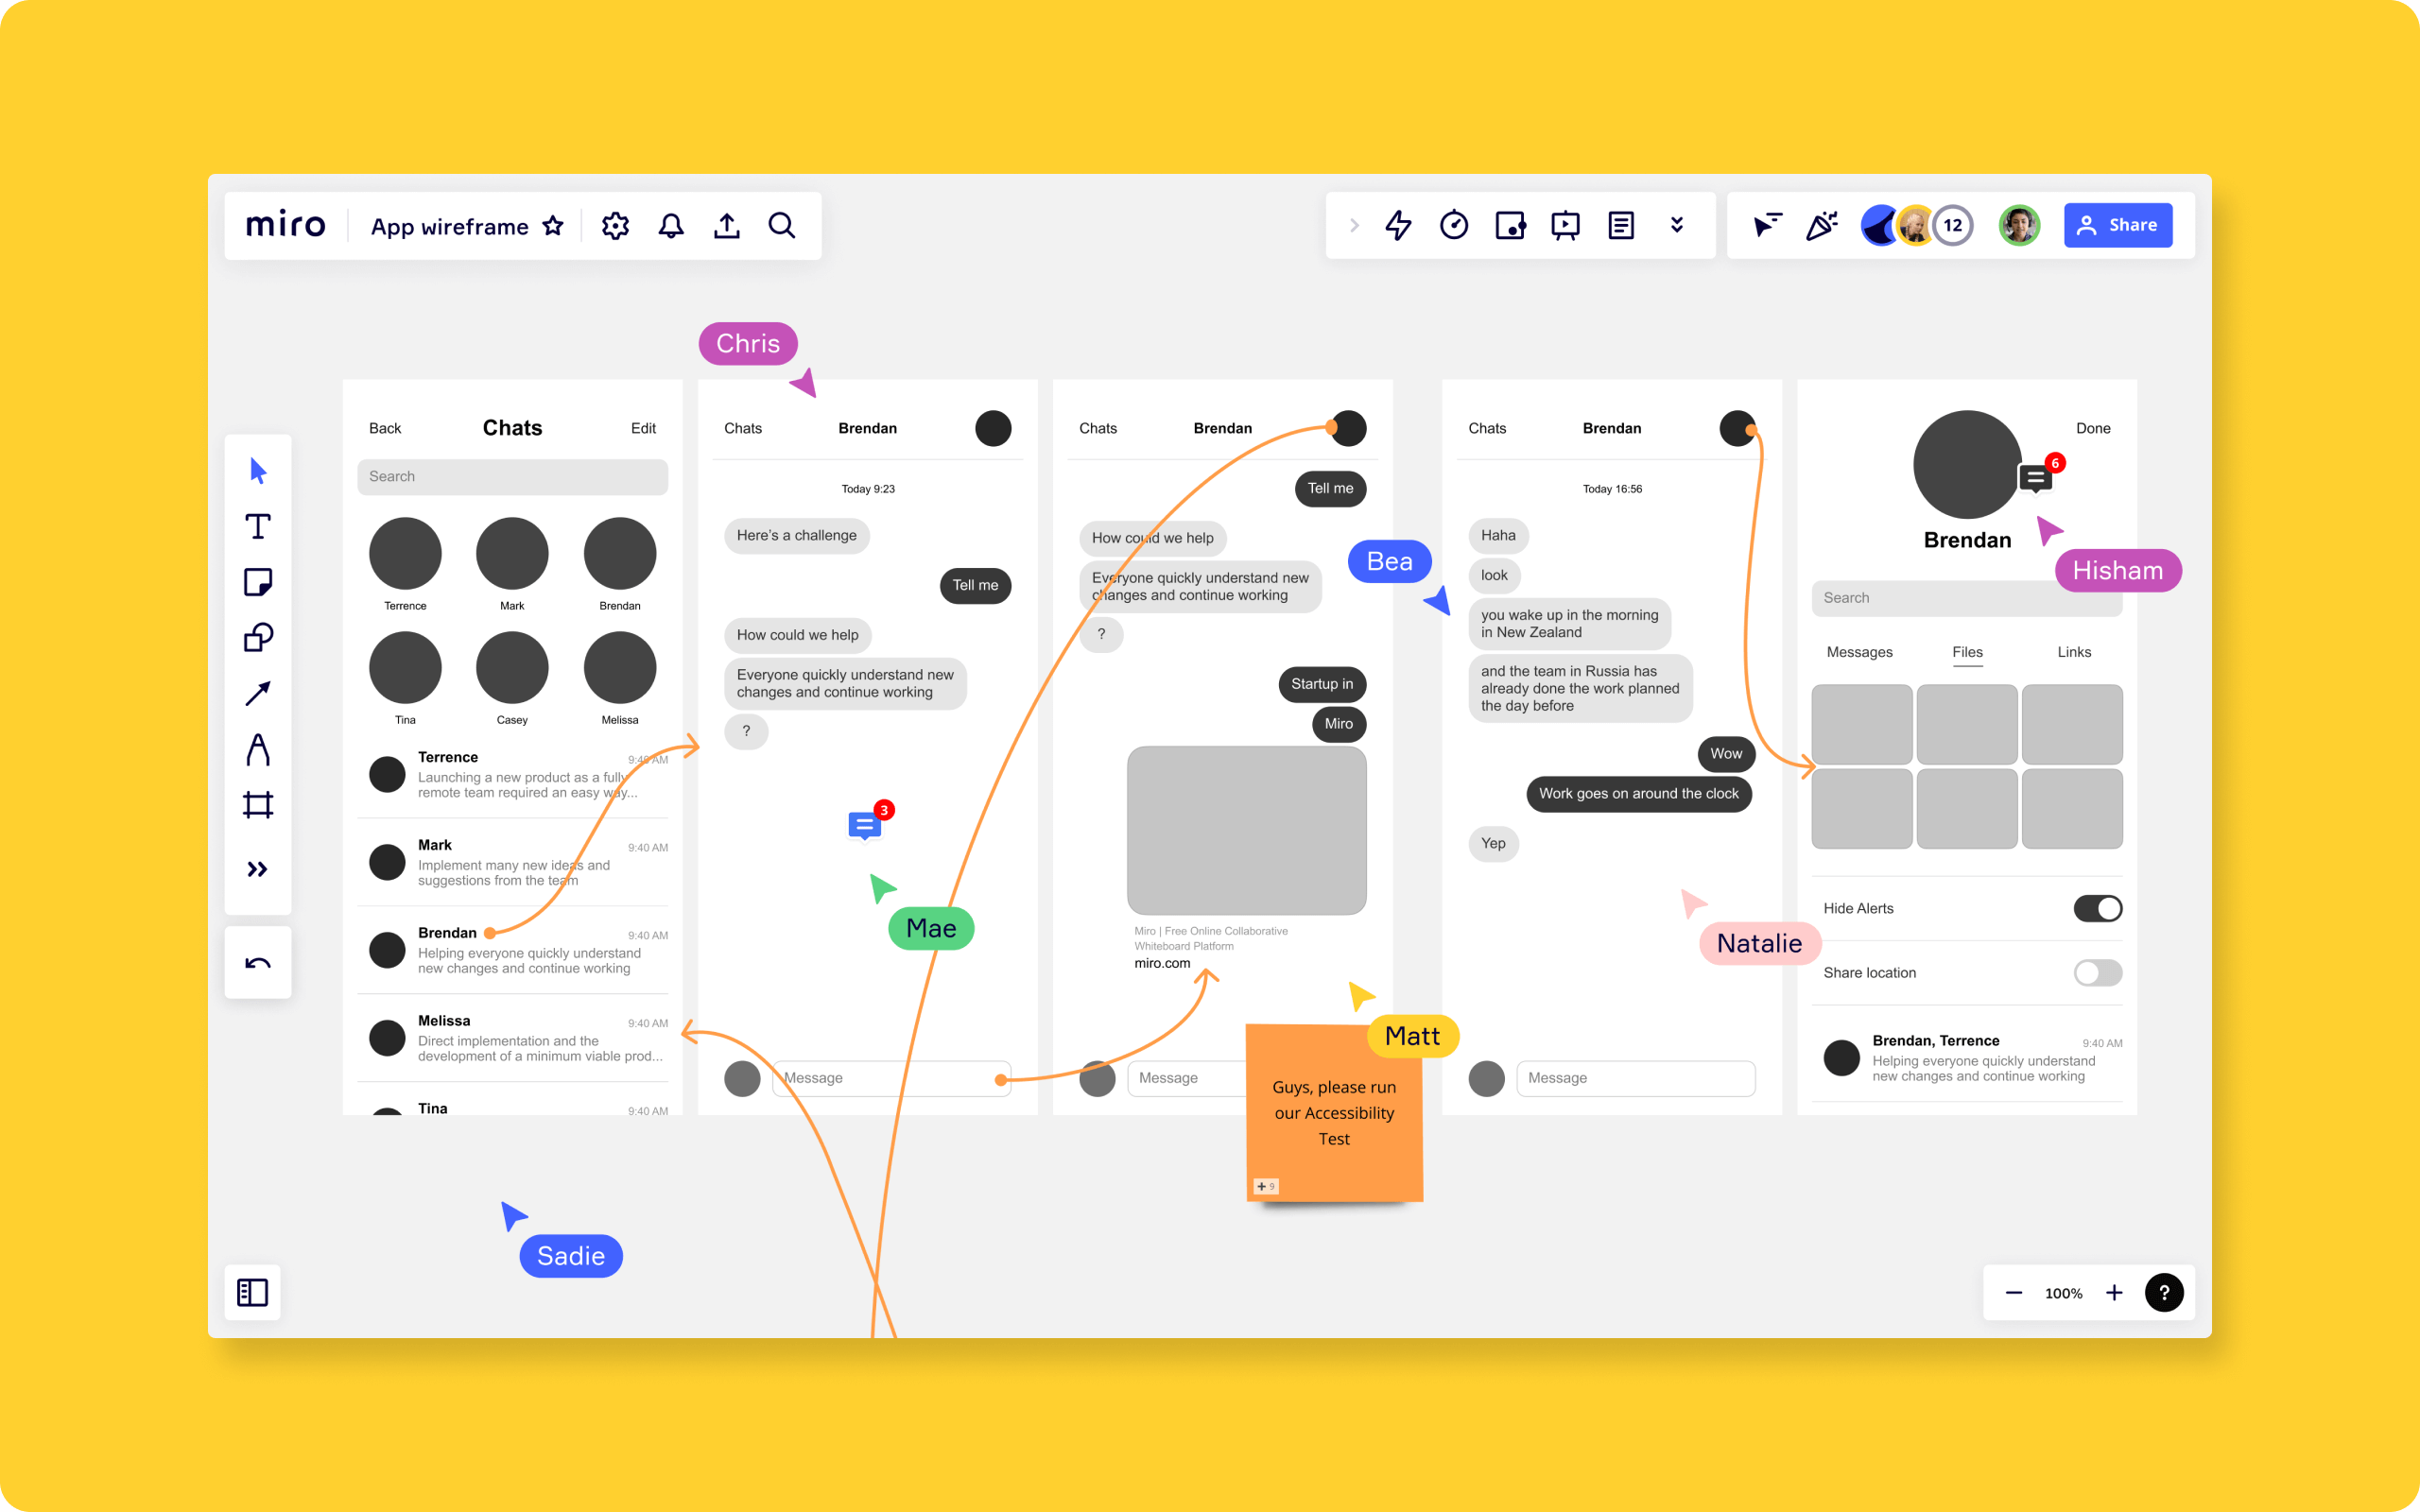 miro
App wireframe
12
Share
Chris
Back
Chats
Edit
Search
Terrence
Mark
Brendan
Tina
Casey
Melissa
Terrence
9:40 AM
Launching a new product as a fully
remote team required an easy way...
Mark
9:40 AM
Implement many new ideas and
suggestions from the team
Brendan
9:40 AM
Helping everyone quickly understand
new changes and continue working
Melissa
9:40 AM
Direct implementation and the
development of a minimum viable prod...
Tina
9:40 AM
Sadie
Chats
Brendan
Today 9:23
Here's a challenge
Tell me
How could we help
Everyone quickly understand new
changes and continue working
?
3
Mae
Message
Chats
Brendan
Tell me
How could we help
Everyone quickly understand new
changes and continue working
?
Startup in
Miro
Miro | Free Online Collaborative
Whiteboard Platform
miro.com
Message
Matt
Guys, please run
our Accessibility
Test
+ 9
Bea
Chats
Brendan
Today 16:56
Haha
look
you wake up in the morning
in New Zealand
and the team in Russia has
already done the work planned
the day before
Wow
Work goes on around the clock
Yep
Natalie
Message
Done
6
Brendan
Hisham
Search
Messages
Files
Links
Hide Alerts
Share location
Brendan, Terrence
9:40 AM
Helping everyone quickly understand
new changes and continue working
100%
?